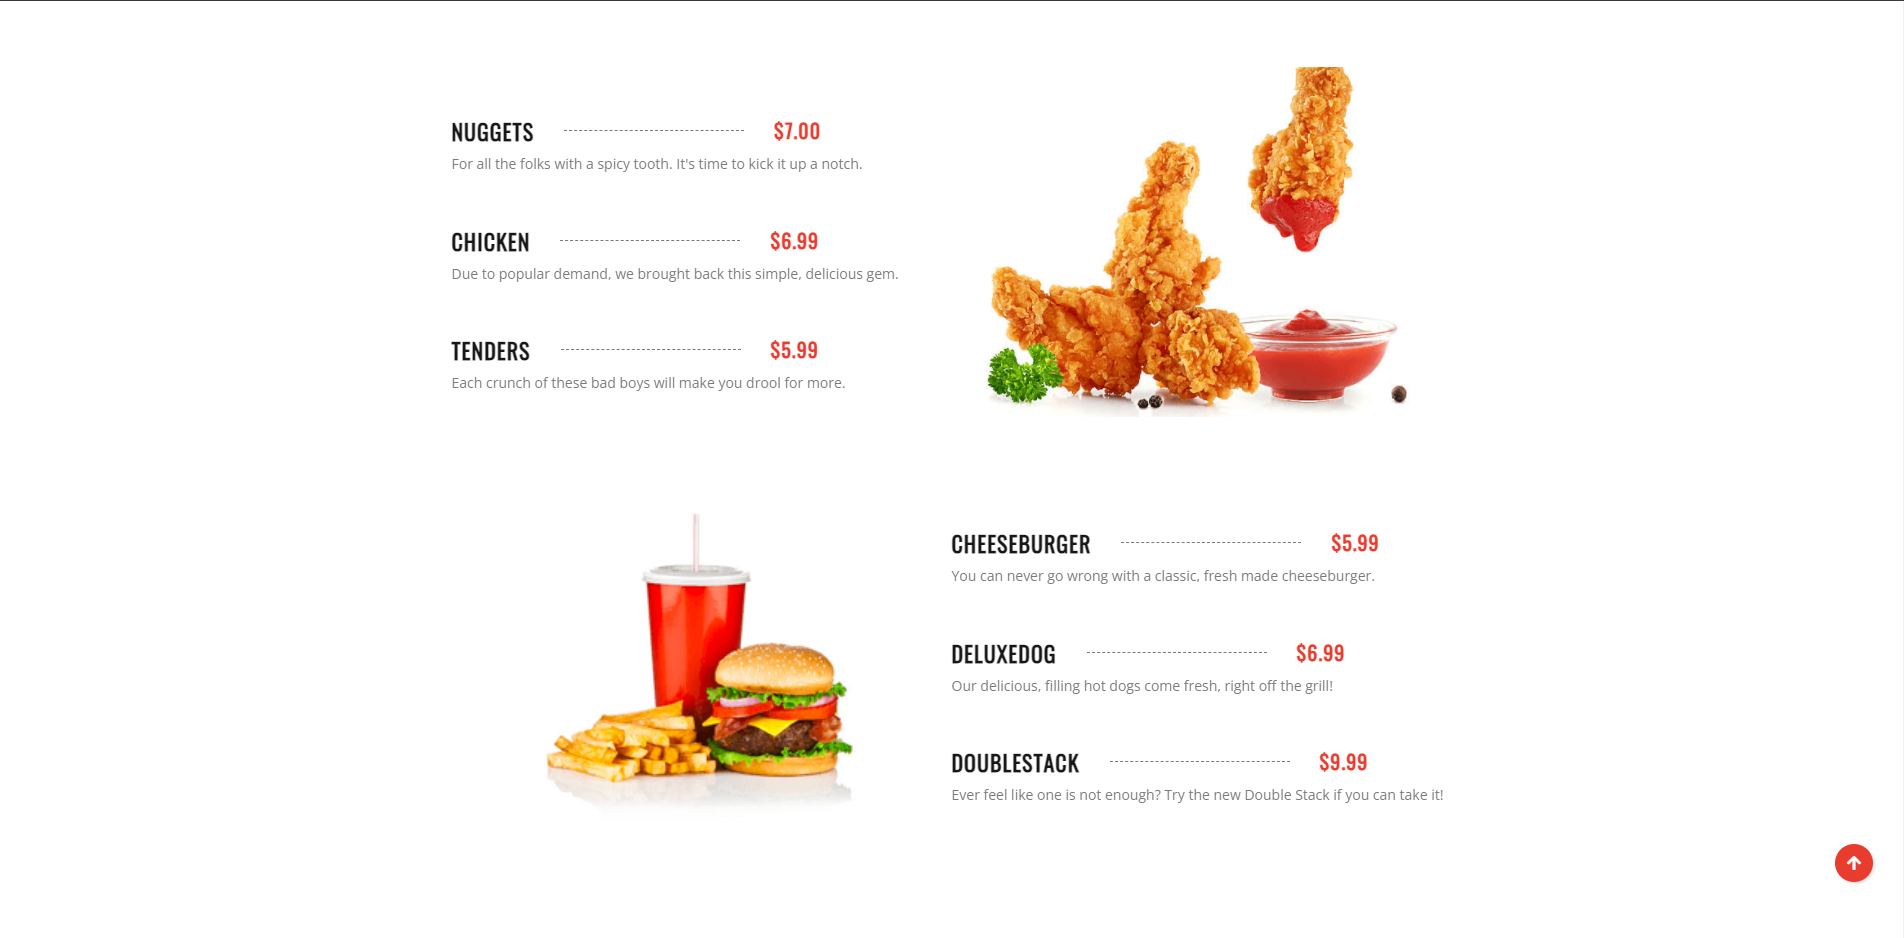 NUGGETS $7.00
For all the folks with a spicy tooth. It's time to kick it up a notch.
CHICKEN $6.99
Due to popular demand, we brought back this simple, delicious gem.
TENDERS $5.99
Each crunch of these bad boys will make you drool for more.
CHEESEBURGER $5.99
You can never go wrong with a classic, fresh made cheeseburger.
DELUXEDOG $6.99
Our delicious, filling hot dogs come fresh, right off the grill!
DOUBLESTACK $9.99
Ever feel like one is not enough? Try the new Double Stack if you can take it!